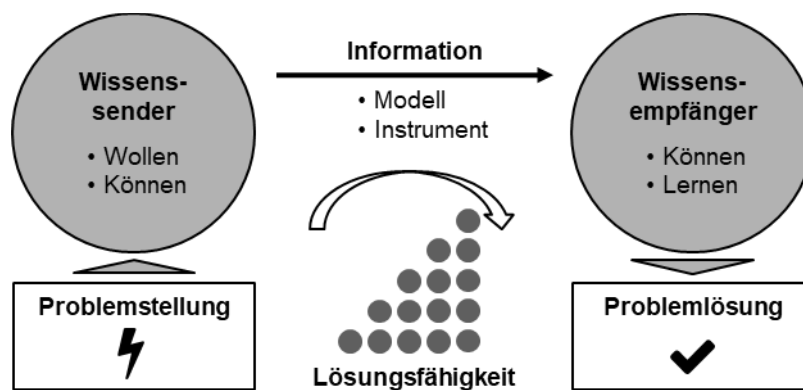 Wissens-
sender
• Wollen
• Können
Information
• Modell
• Instrument
Wissens-
empfänger
• Können
• Lernen
Problemstellung
Lösungsfähigkeit
Problemlösung